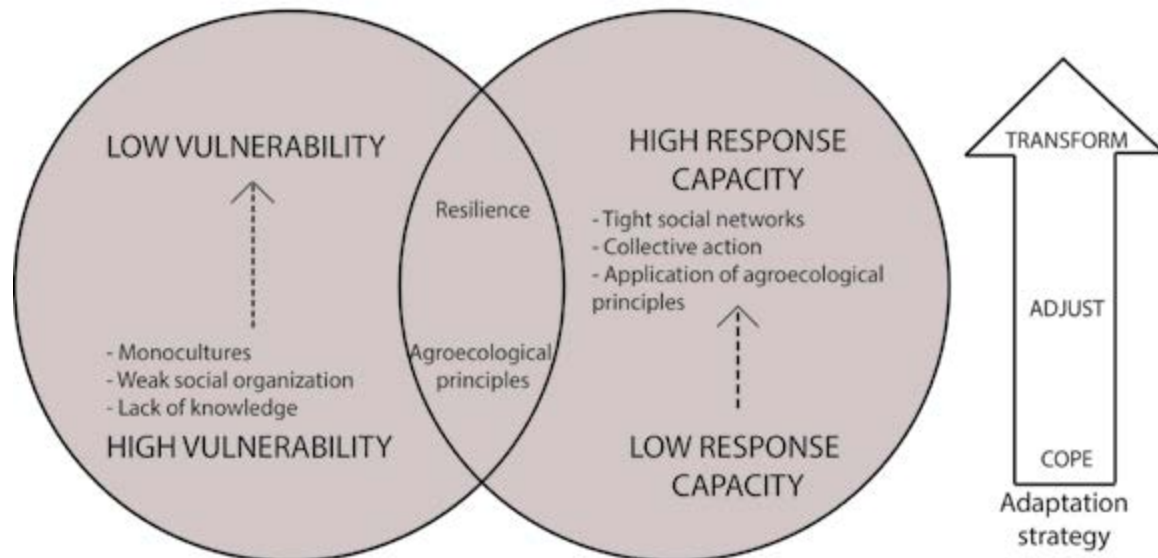 LOW VULNERABILITY
- Monocultures
- Weak social organization
- Lack of knowledge
HIGH VULNERABILITY
Resilience
Agroecological
principles
HIGH RESPONSE
CAPACITY
- Tight social networks
- Collective action
- Application of agroecological
principles
LOW RESPONSE
CAPACITY
TRANSFORM
ADJUST
COPE
Adaptation
strategy